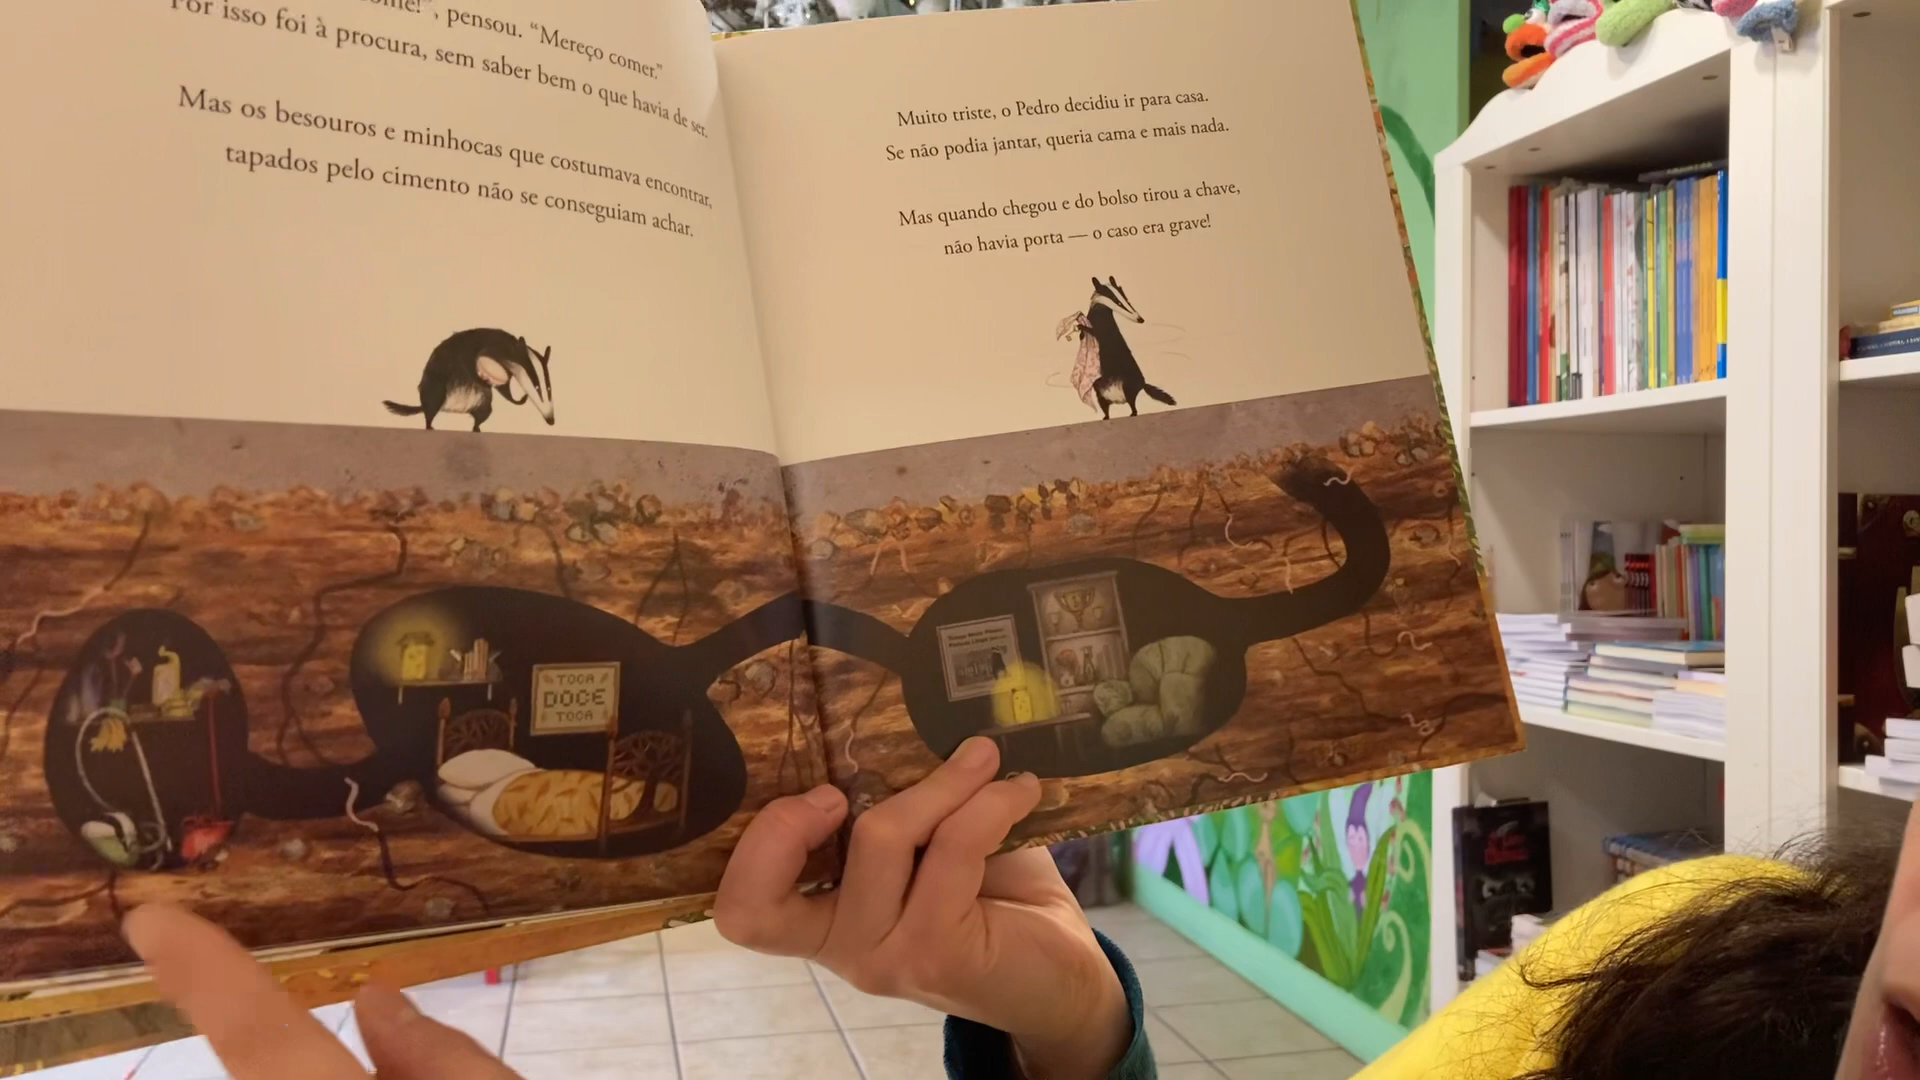 pensou. “Mereço comer.”
Por isso foi à procura, sem saber bem o que havia de ser.
Mas os besouros e minhocas que costumava encontrar,
tapados pelo cimento não se conseguiam achar.
Muito triste, o Pedro decidiu ir para casa.
Se não podia jantar, queria cama e mais nada.
Mas quando chegou e do bolso tirou a chave,
não havia porta — o caso era grave!
TOCA
DOCE
TOCA